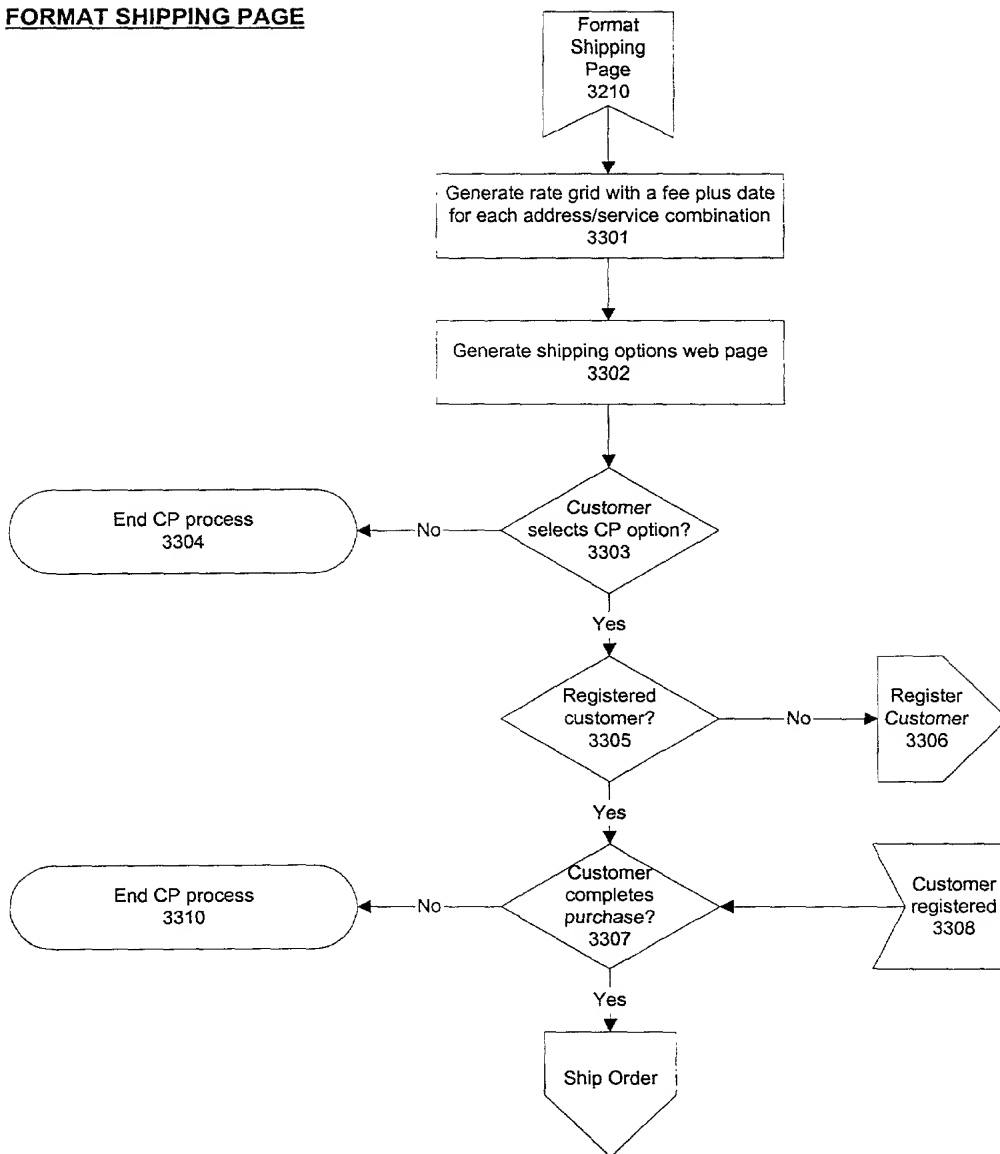 FORMAT SHIPPING PAGE
Format
Shipping
Page
3210
Generate rate grid with a fee plus date
for each address/service combination
3301
Generate shipping options web page
3302
Customer
selects CP option?
3303
No
End CP process
3304
Yes
Registered
customer?
3305
No
Register
Customer
3306
Yes
Customer
completes
purchase?
3307
No
End CP process
3310
Customer
registered
3308
Yes
Ship Order